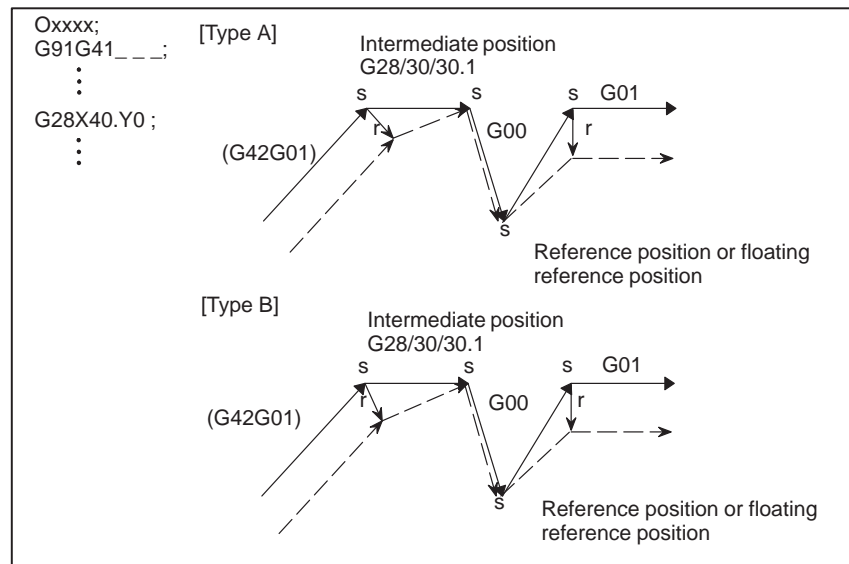 Oxxxx;
G91G41_ _ _;
G28X40.Y0 ;
[Type A]
Intermediate position
G28/30/30.1
s
s
s
G01
r
G00
r
(G42G01)
s
Reference position or floating
reference position
[Type B]
Intermediate position
G28/30/30.1
s
s
s
G01
r
G00
r
(G42G01)
s
Reference position or floating
reference position